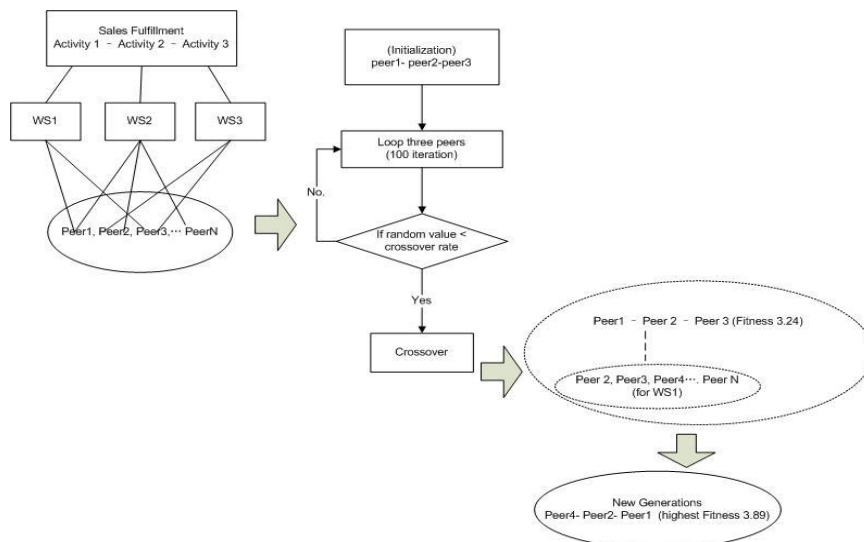 Sales Fulfillment
Activity 1 – Activity 2 – Activity 3
WS1
WS2
WS3
Peer1, Peer2, Peer3,… PeerN
(Initialization)
peer1- peer2-peer3
Loop three peers
(100 iteration)
No.
If random value <
crossover rate
Yes
Crossover
Peer1 – Peer 2 – Peer 3 (Fitness 3.24)
Peer 2, Peer3, Peer4…. Peer N
(for WS1)
New Generations
Peer4- Peer2- Peer1 (highest Fitness 3.89)